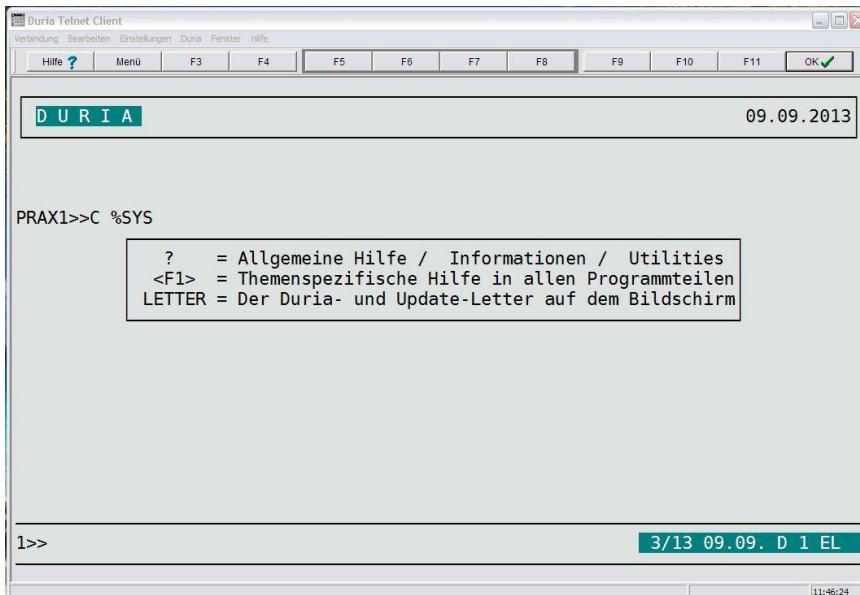 Duria Telnet Client
Verbindung Bearbeiten Einstellungen Duria Fenster Hilfe
Hilfe ? Menü F3 F4 F5 F6 F7 F8 F9 F10 F11 OK
D U R I A 09.09.2013
PRAX1>>C %SYS
? = Allgemeine Hilfe / Informationen / Utilities
<F1> = Themenspezifische Hilfe in allen Programmteilen
LETTER = Der Duria- und Update-Letter auf dem Bildschirm
1>> 3/13 09.09. D 1 EL
11:46:24